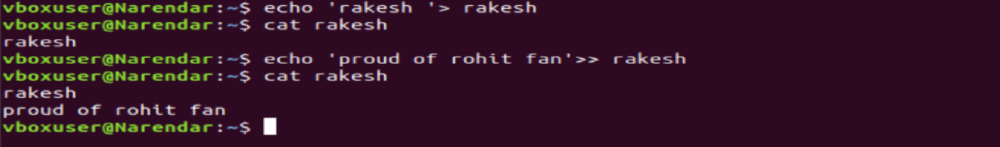 vboxuser@Narendar:~$ echo 'rakesh '> rakesh
vboxuser@Narendar:~$ cat rakesh
rakesh
vboxuser@Narendar:~$ echo 'proud of rohit fan'>> rakesh
vboxuser@Narendar:~$ cat rakesh
rakesh
proud of rohit fan
vboxuser@Narendar:~$